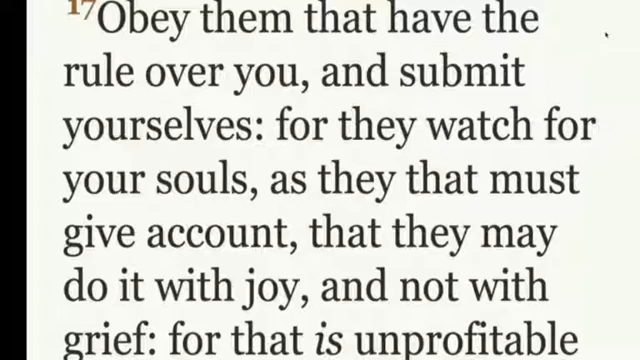 17Obey them that have the
rule over you, and submit
yourselves: for they watch for
your souls, as they that must
give account, that they may
do it with joy, and not with
grief: for that is unprofitable